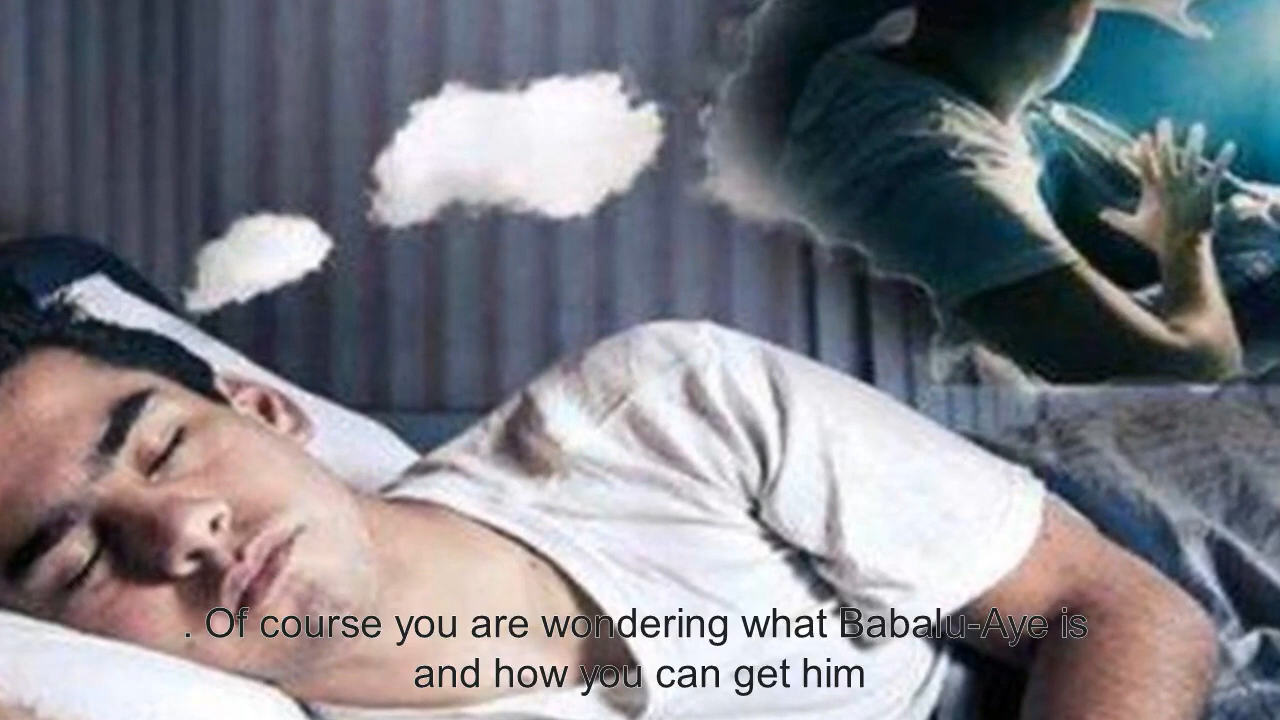 . Of course you are wondering what Babalu-Aye is
and how you can get him